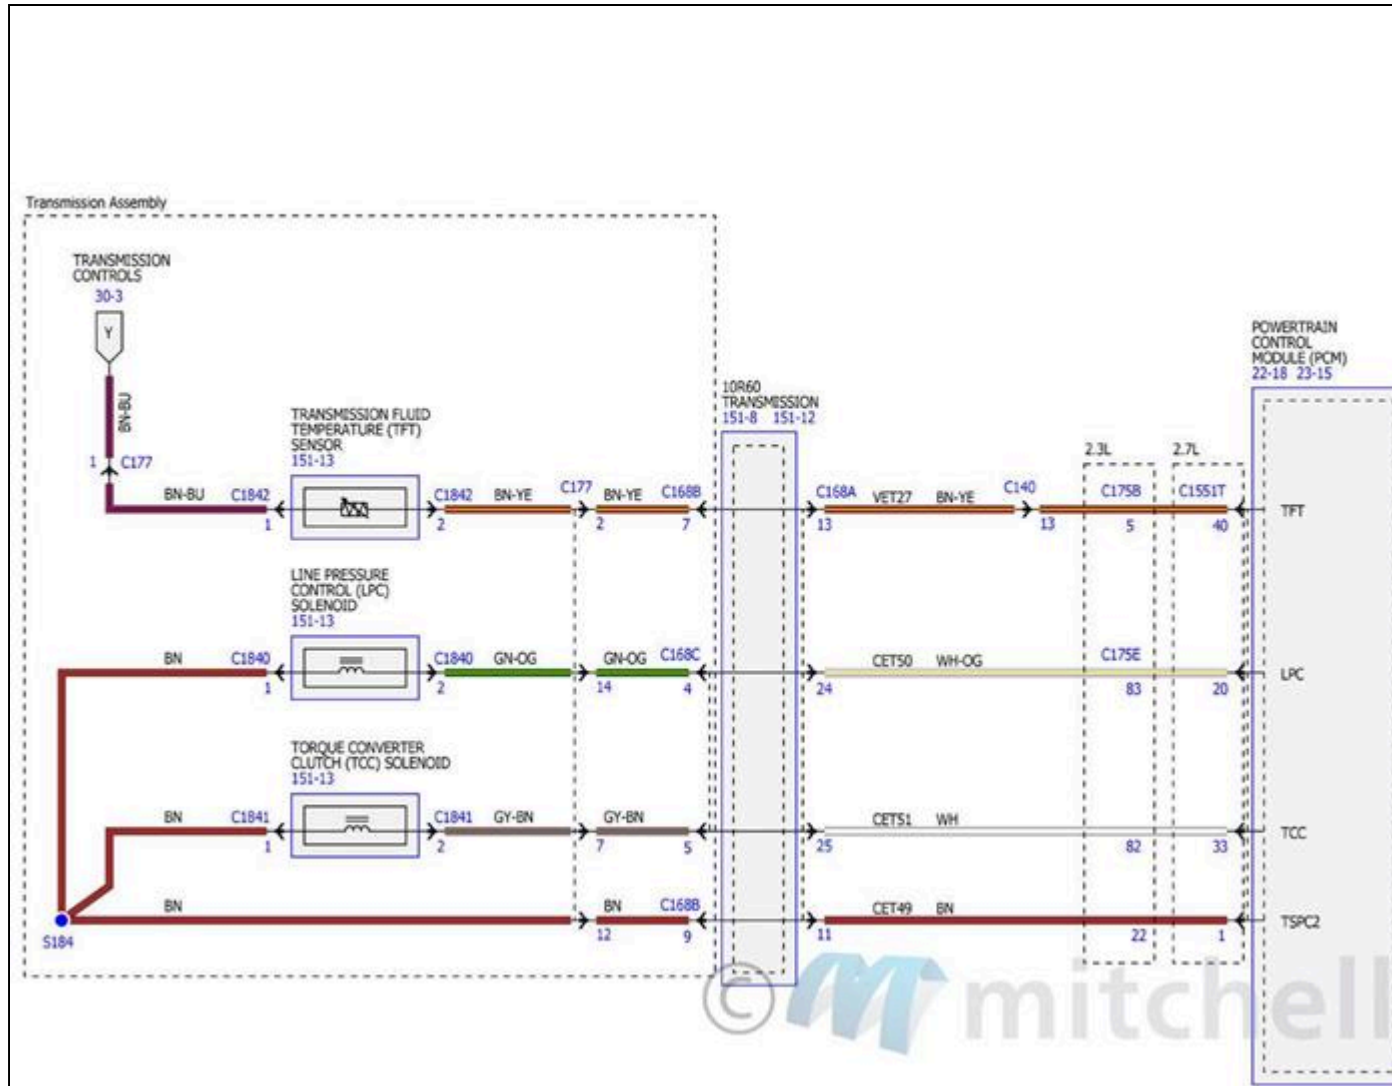 Transmission Assembly
TRANSMISSION
CONTROLS
30-3
Y
BN-BU
1 C177
TRANSMISSION FLUID
TEMPERATURE (TFT)
SENSOR
151-13
10R60
TRANSMISSION
151-8 151-12
POWERTRAIN
CONTROL
MODULE (PCM)
22-18 23-15
2.3L 2.7L
BN-BU C1842 C1842 BN-YE C177 BN-YE C168B C168A VET27 BN-YE C140 C175B C1551T
1 2 2 7 13 13 5 40
TFT
LINE PRESSURE
CONTROL (LPC)
SOLENOID
151-13
BN C1840 C1840 GN-OG GN-OG C168C CET50 WH-OG C175E
1 2 14 4 24 83 20
LPC
TORQUE CONVERTER
CLUTCH (TCC) SOLENOID
151-13
BN C1841 C1841 GY-BN GY-BN CET51 WH
1 2 7 5 25 82 33
TCC
BN BN C168B CET49 BN
S184 12 9 11 22 1
TSPC2
© mitchell